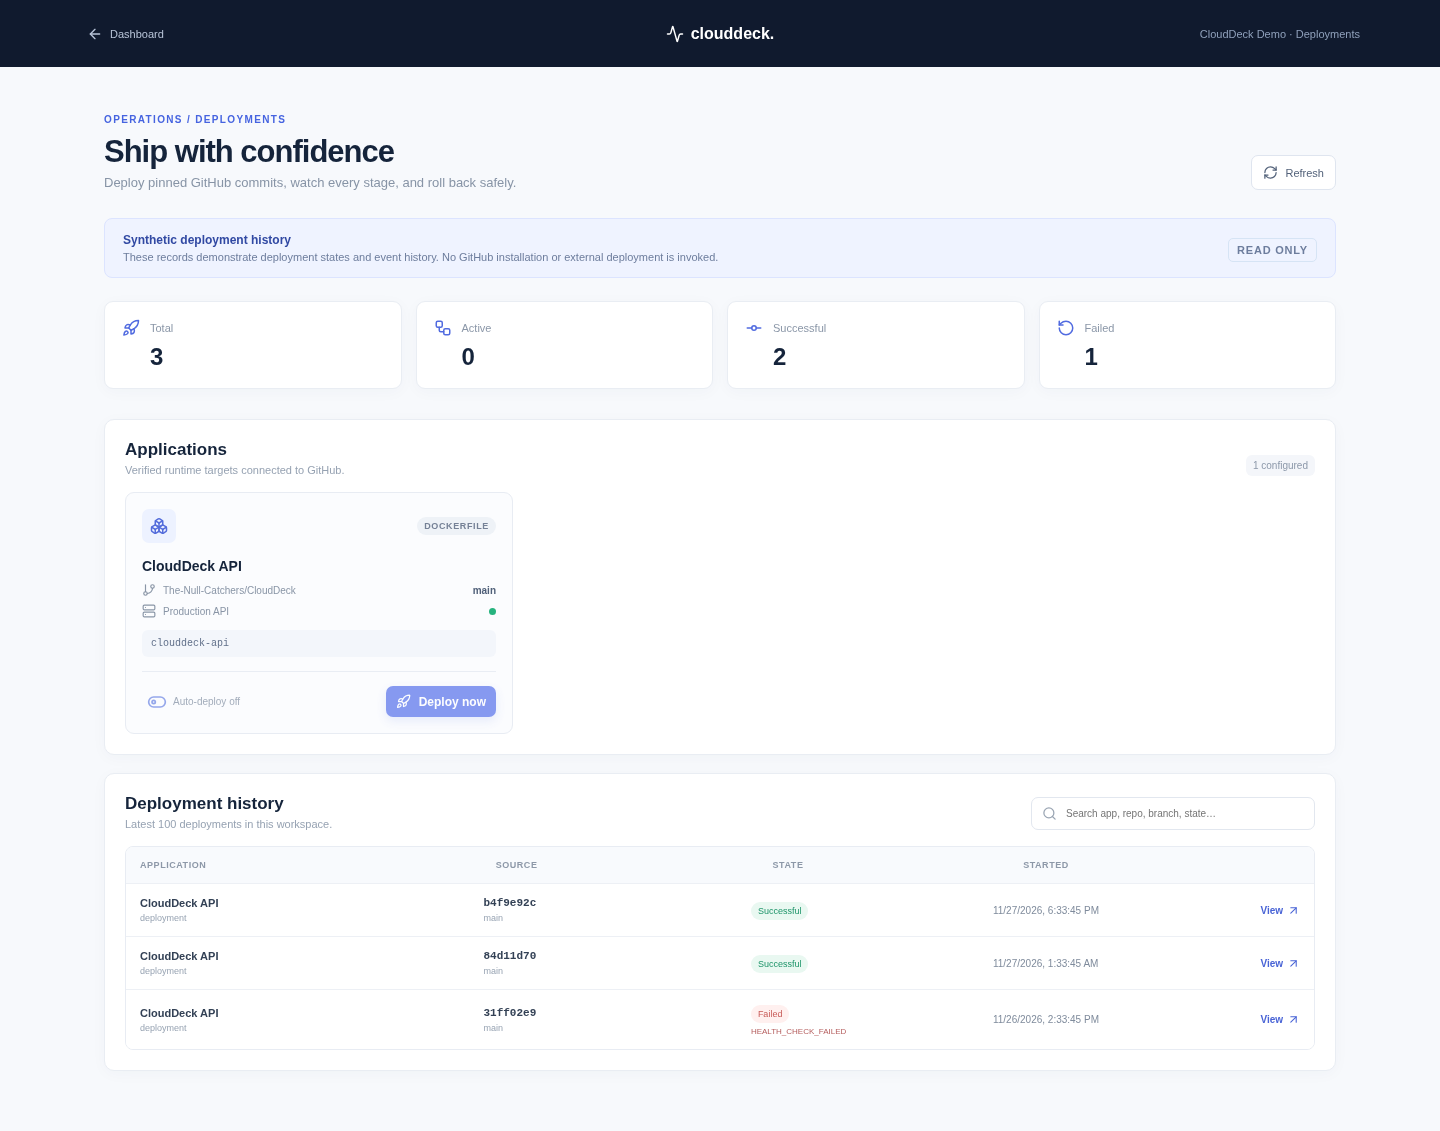 Dashboard
clouddeck.
CloudDeck Demo · Deployments
OPERATIONS / DEPLOYMENTS
Ship with confidence
Deploy pinned GitHub commits, watch every stage, and roll back safely.
Refresh
Synthetic deployment history
These records demonstrate deployment states and event history. No GitHub installation or external deployment is invoked.
READ ONLY
Total
3
Active
0
Successful
2
Failed
1
Applications
Verified runtime targets connected to GitHub.
1 configured
DOCKERFILE
CloudDeck API
The-Null-Catchers/CloudDeck
main
Production API
clouddeck-api
Auto-deploy off
Deploy now
Deployment history
Latest 100 deployments in this workspace.
Search app, repo, branch, state…
APPLICATION SOURCE STATE STARTED
CloudDeck API
deployment
b4f9e92c
main
Successful
11/27/2026, 6:33:45 PM
View
CloudDeck API
deployment
84d11d70
main
Successful
11/27/2026, 1:33:45 AM
View
CloudDeck API
deployment
31ff02e9
main
Failed
HEALTH_CHECK_FAILED
11/26/2026, 2:33:45 PM
View